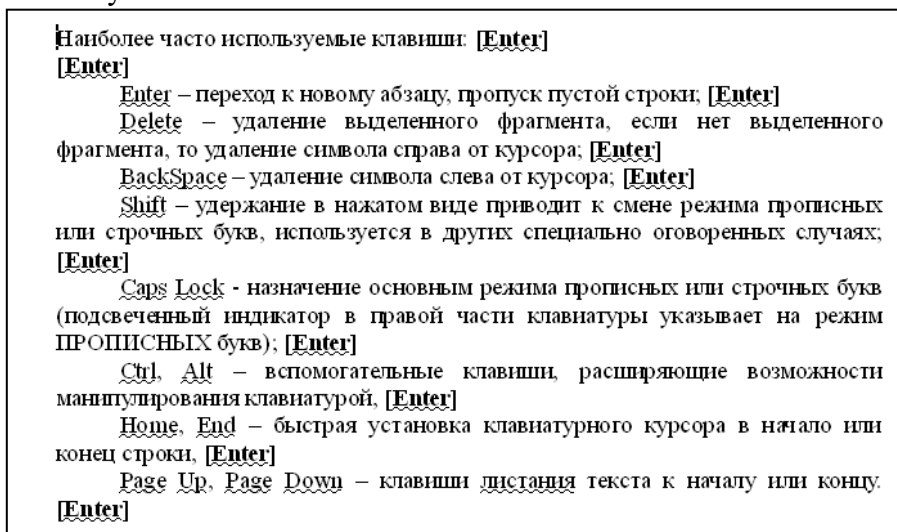 Наиболее часто используемые клавиши: [Enter]
[Enter]
Enter – переход к новому абзацу, пропуск пустой строки; [Enter]
Delete – удаление выделенного фрагмента, если нет выделенного
фрагмента, то удаление символа справа от курсора; [Enter]
BackSpace – удаление символа слева от курсора; [Enter]
Shift – удержание в нажатом виде приводит к смене режима прописных
или строчных букв, используется в других специально оговоренных случаях;
[Enter]
Caps Lock - назначение основным режима прописных или строчных букв
(подсвеченный индикатор в правой части клавиатуры указывает на режим
ПРОПИСНЫХ букв); [Enter]
Ctrl, Alt – вспомогательные клавиши, расширяющие возможности
манипулирования клавиатурой, [Enter]
Home, End – быстрая установка клавиатурного курсора в начало или
конец строки, [Enter]
Page Up, Page Down – клавиши листания текста к началу или концу.
[Enter]